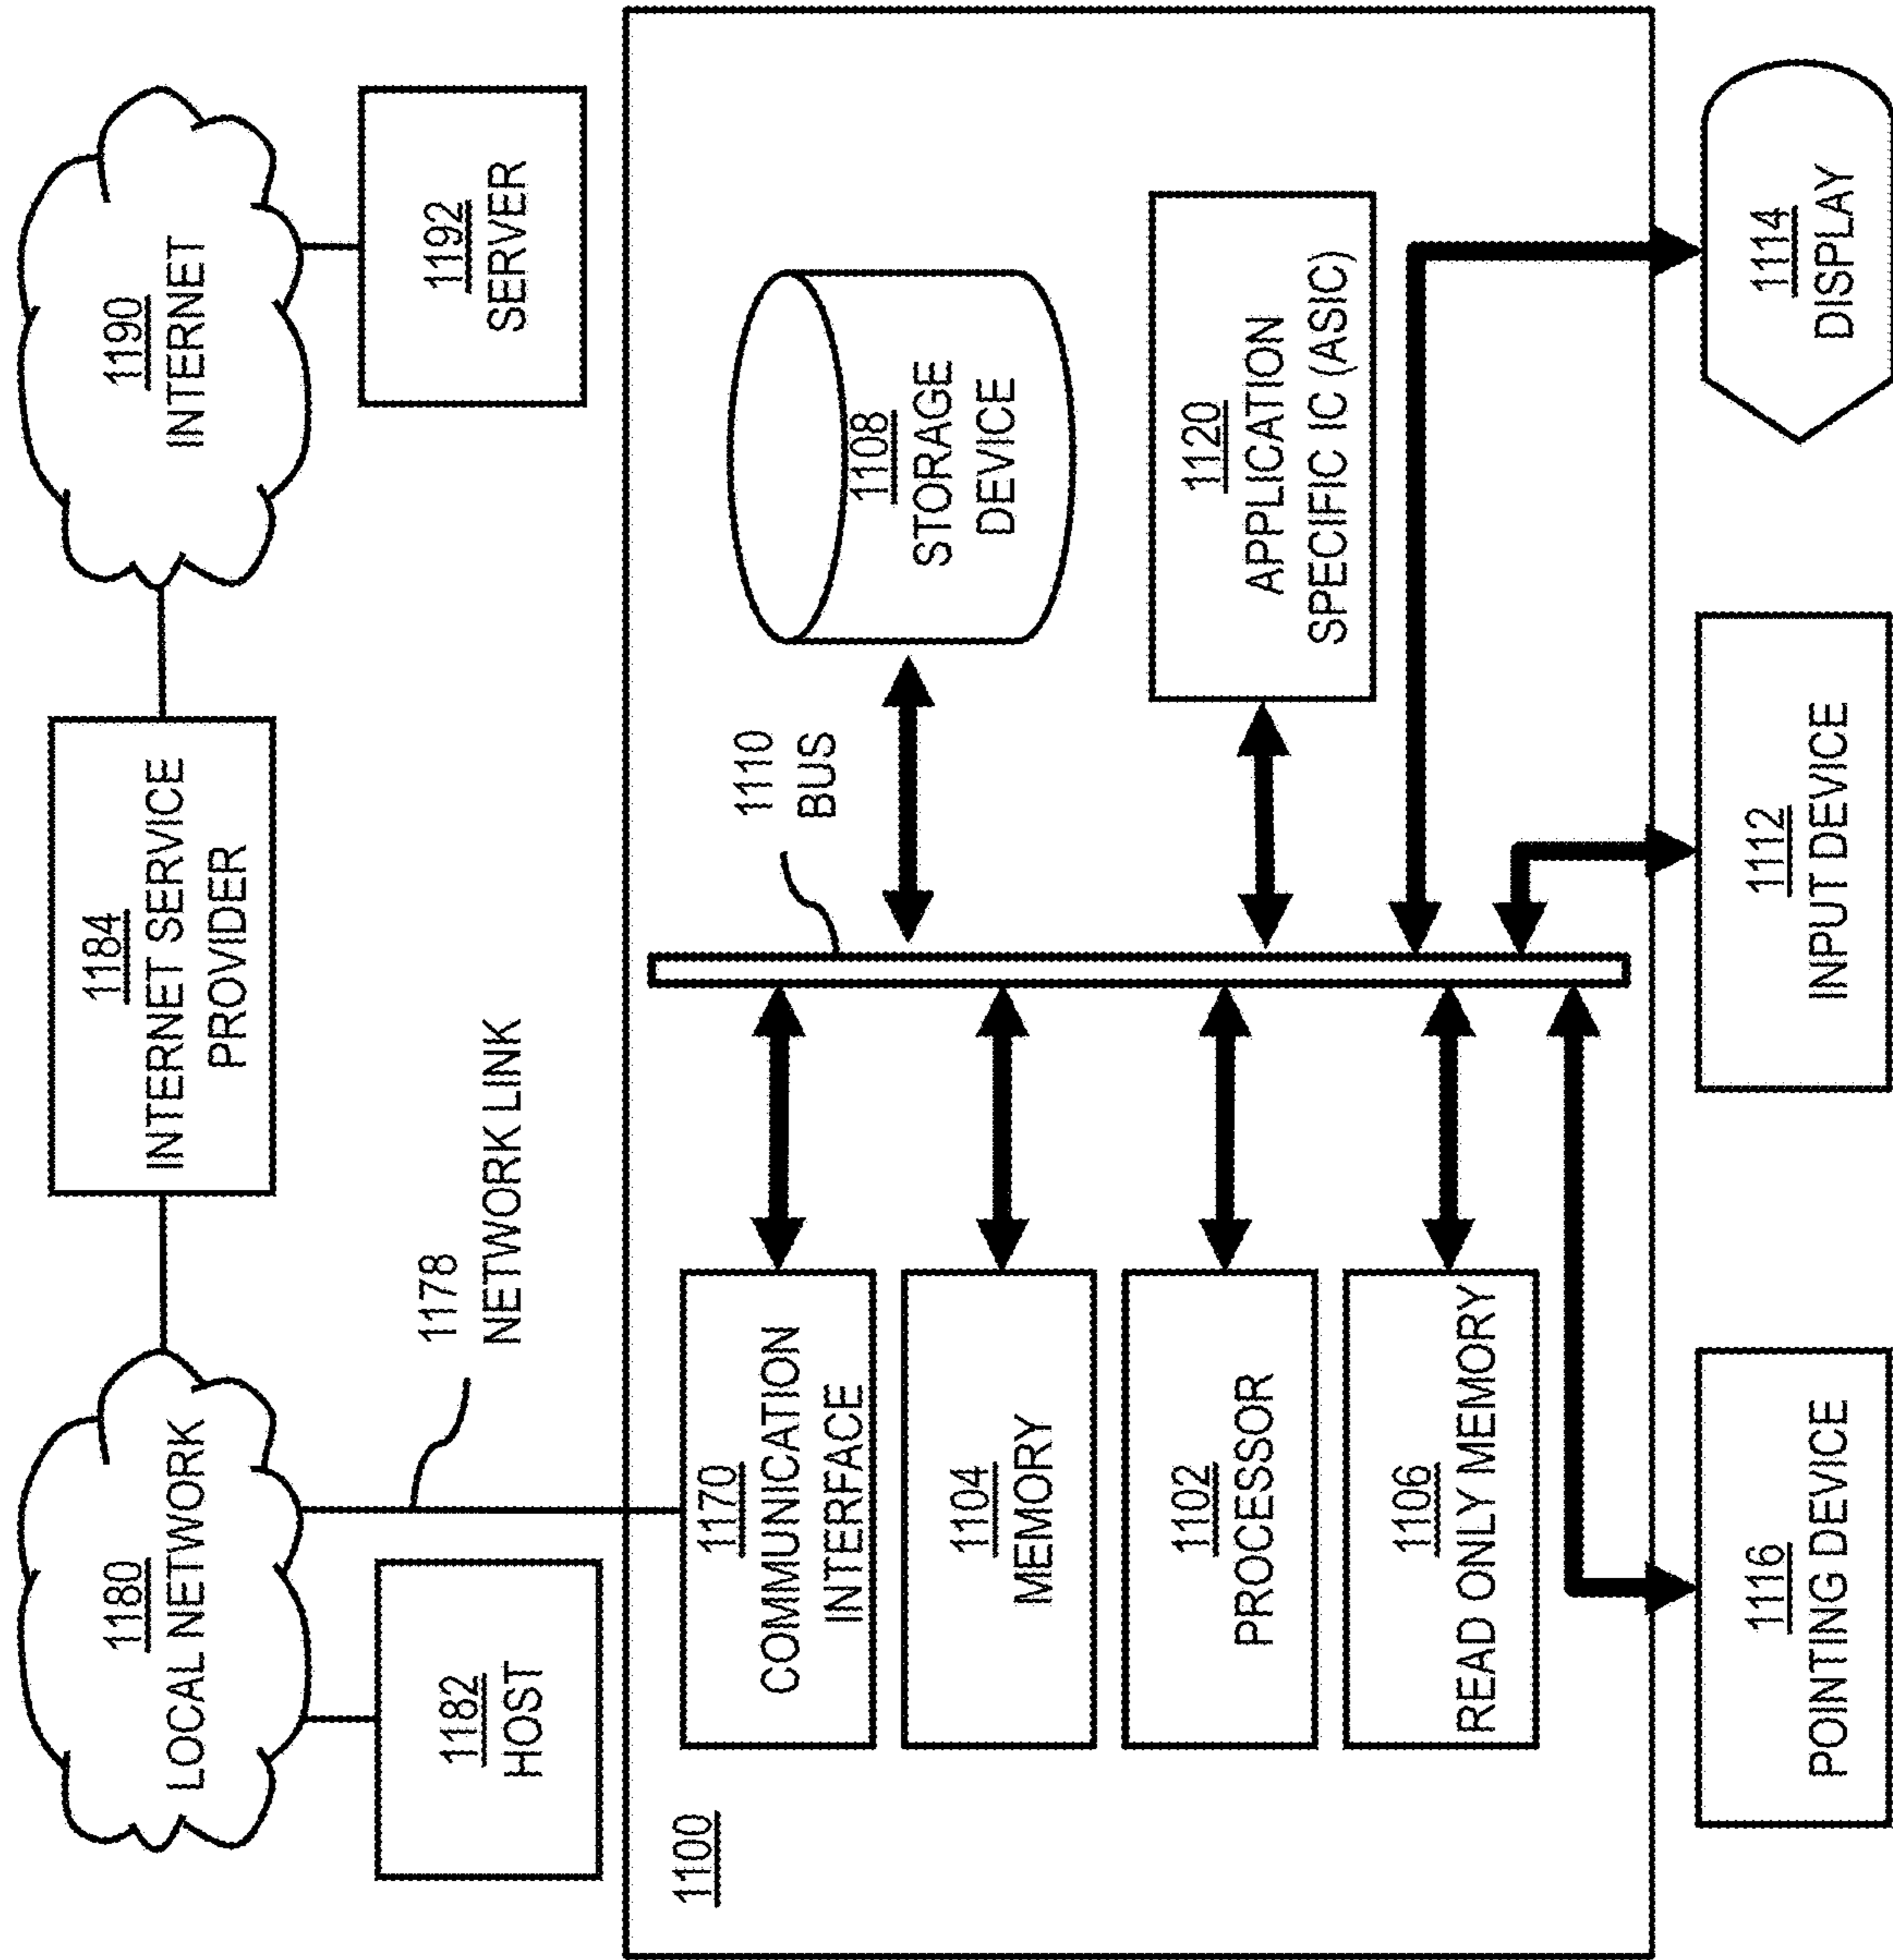 1180
LOCAL NETWORK
1184
INTERNET SERVICE
PROVIDER
1190
INTERNET
1182
HOST
1178
NETWORK LINK
1192
SERVER
1100
1170
COMMUNICATION
INTERFACE
1110
BUS
1104
MEMORY
1108
STORAGE
DEVICE
1102
PROCESSOR
1120
APPLICATION
SPECIFIC IC (ASIC)
1106
READ ONLY MEMORY
1116
POINTING DEVICE
1112
INPUT DEVICE
1114
DISPLAY